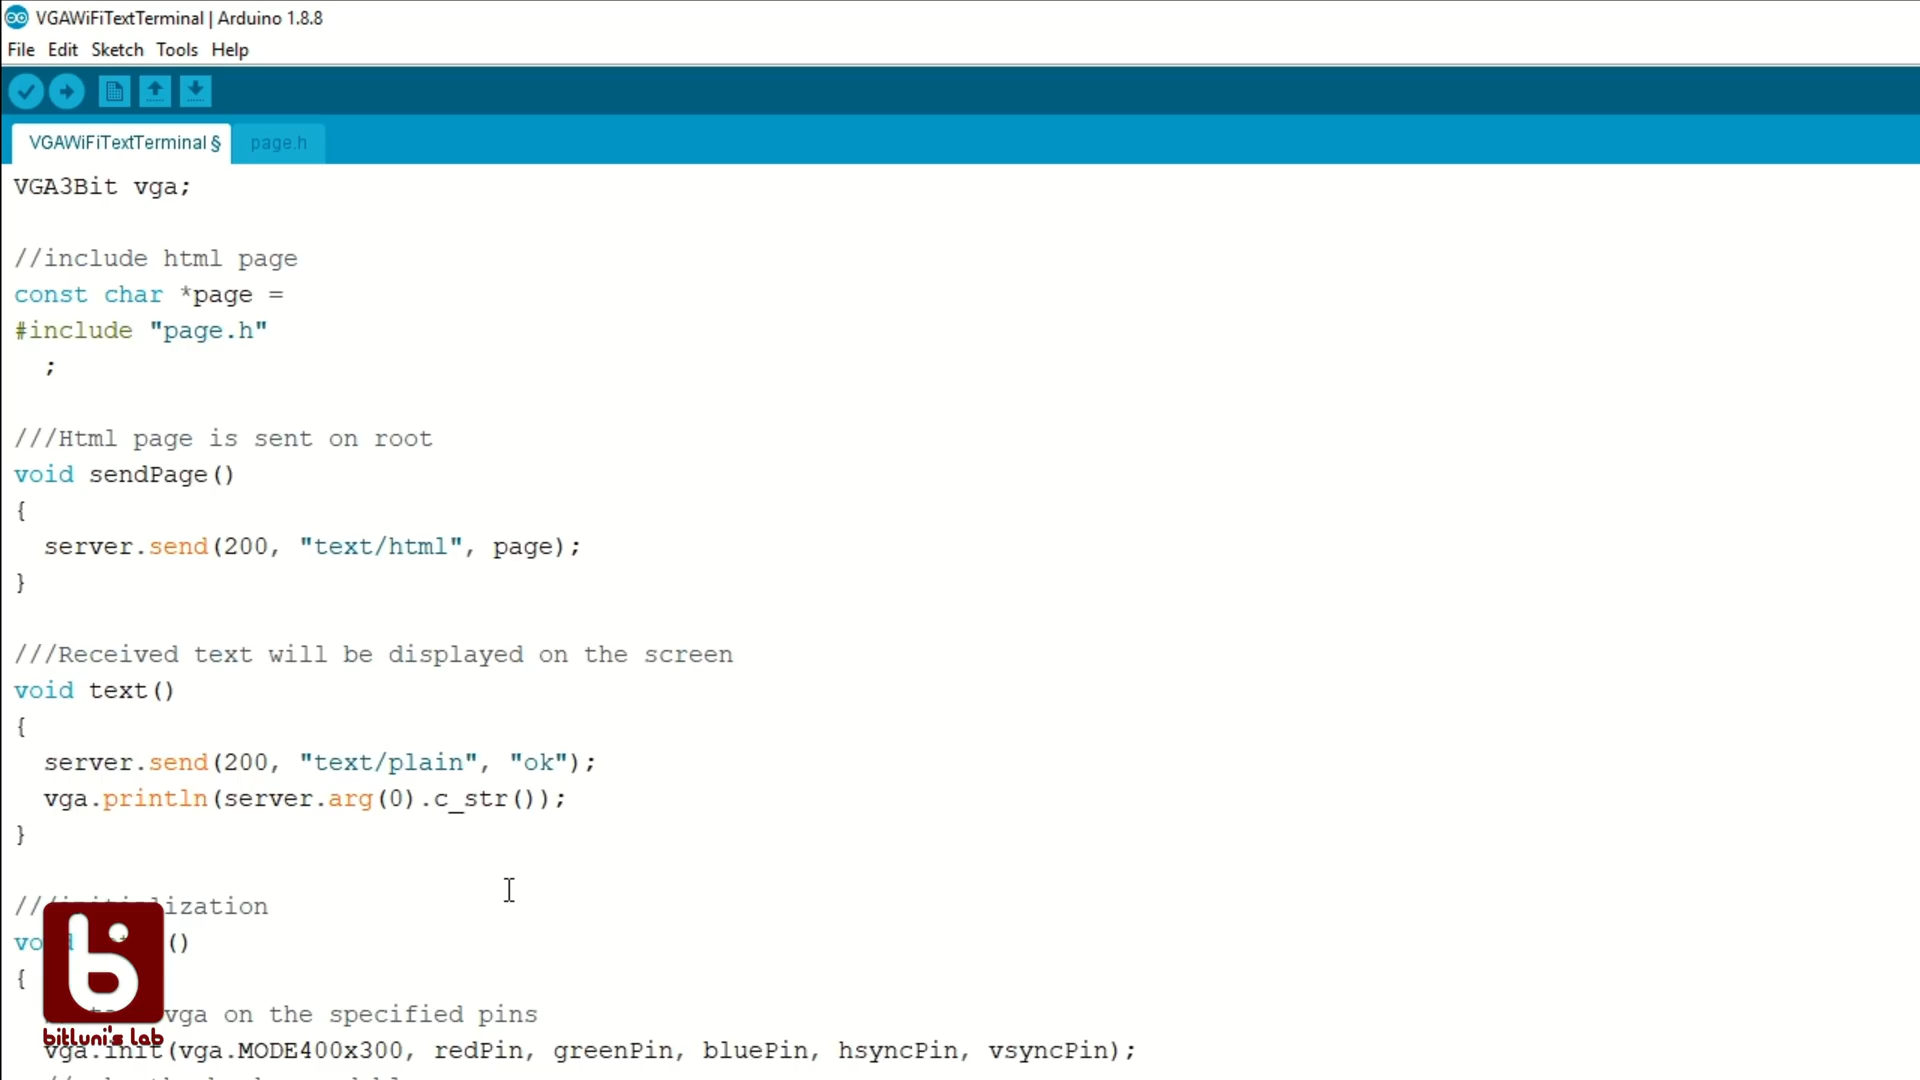 VGAWiFiTextTerminal | Arduino 1.8.8
File Edit Sketch Tools Help
VGAWiFiTextTerminal § page.h
VGA3Bit vga;
//include html page
const char *page =
#include "page.h"
;
///Html page is sent on root
void sendPage()
{
server.send(200, "text/html", page);
}
///Received text will be displayed on the screen
void text()
{
server.send(200, "text/plain", "ok");
vga.println(server.arg(0).c_str());
}
///initialization
void ()
{
vga on the specified pins
bitluni's lab
vga.init(vga.MODE400x300, redPin, greenPin, bluePin, hsyncPin, vsyncPin);